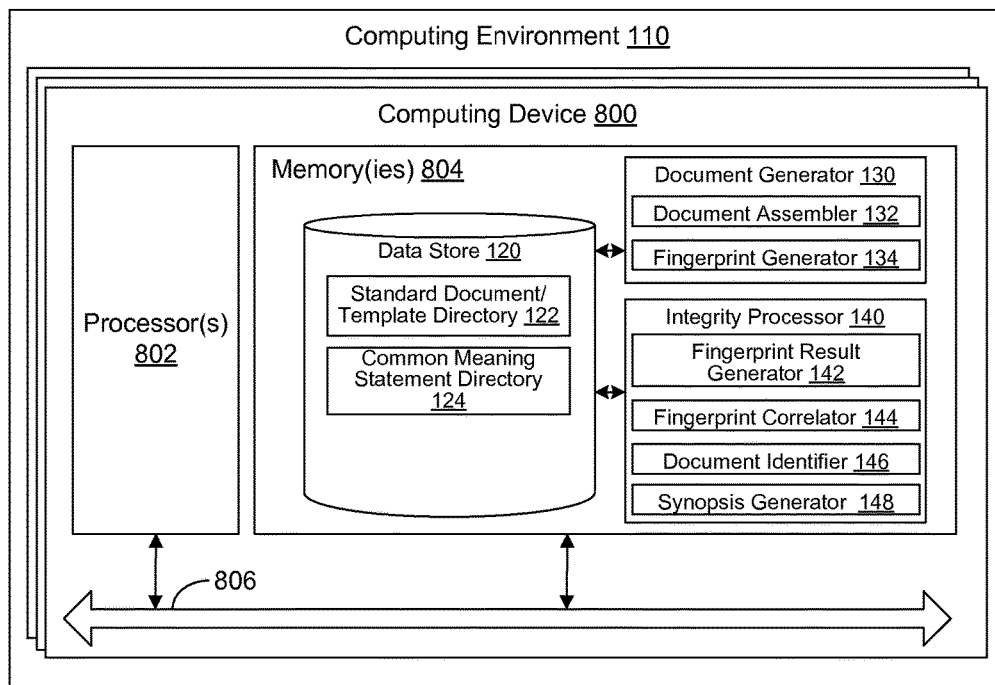 Computing Environment 110
Computing Device 800
Processor(s)
802
Memory(ies) 804
Data Store 120
Standard Document/
Template Directory 122
Common Meaning
Statement Directory
124
Document Generator 130
Document Assembler 132
Fingerprint Generator 134
Integrity Processor 140
Fingerprint Result
Generator 142
Fingerprint Correlator 144
Document Identifier 146
Synopsis Generator 148
806